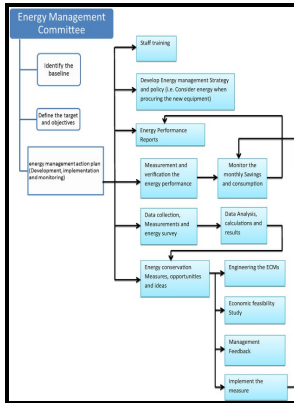 Energy Management
Committee
Identify the
baseline
Define the target
and objectives
energy management action plan
(Development, implementation
and monitoring)
Staff training
Develop Energy management Strategy
and policy (i.e. Consider energy when
procuring the new equipment)
Energy Performance
Reports
Measurement and
verification the
energy performance
Monitor the
monthly Savings
and consumption
Data collection,
Measurements and
energy survey
Data Analysis,
calculations and
results
Energy conservation
Measures, opportunities
and ideas
Engineering the ECMs
Economic feasibility
Study
Management
Feedback
Implement the
measure